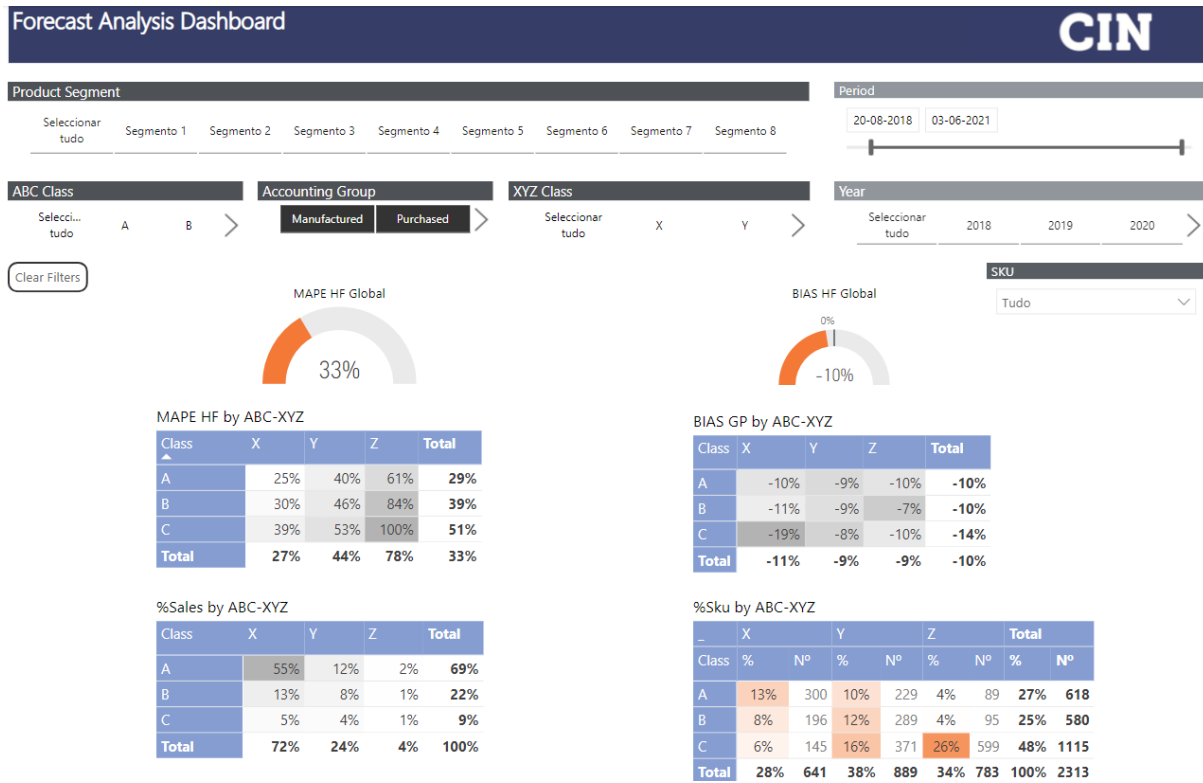 Forecast Analysis Dashboard
CIN
Product Segment
Seleccionar tudo Segmento 1 Segmento 2 Segmento 3 Segmento 4 Segmento 5 Segmento 6 Segmento 7 Segmento 8
Period
20-08-2018 03-06-2021
ABC Class
Selecci... tudo A B
Accounting Group
Manufactured Purchased
XYZ Class
Seleccionar tudo X Y
Year
Seleccionar tudo 2018 2019 2020
Clear Filters
SKU
Tudo
MAPE HF Global
33%
BIAS HF Global
0%
-10%
MAPE HF by ABC-XYZ
Class X Y Z Total
A 25% 40% 61% 29%
B 30% 46% 84% 39%
C 39% 53% 100% 51%
Total 27% 44% 78% 33%
BIAS GP by ABC-XYZ
Class X Y Z Total
A -10% -9% -10% -10%
B -11% -9% -7% -10%
C -19% -8% -10% -14%
Total -11% -9% -9% -10%
%Sales by ABC-XYZ
Class X Y Z Total
A 55% 12% 2% 69%
B 13% 8% 1% 22%
C 5% 4% 1% 9%
Total 72% 24% 4% 100%
%Sku by ABC-XYZ
_ X Y Z Total
Class % Nº % Nº % Nº % Nº
A 13% 300 10% 229 4% 89 27% 618
B 8% 196 12% 289 4% 95 25% 580
C 6% 145 16% 371 26% 599 48% 1115
Total 28% 641 38% 889 34% 783 100% 2313